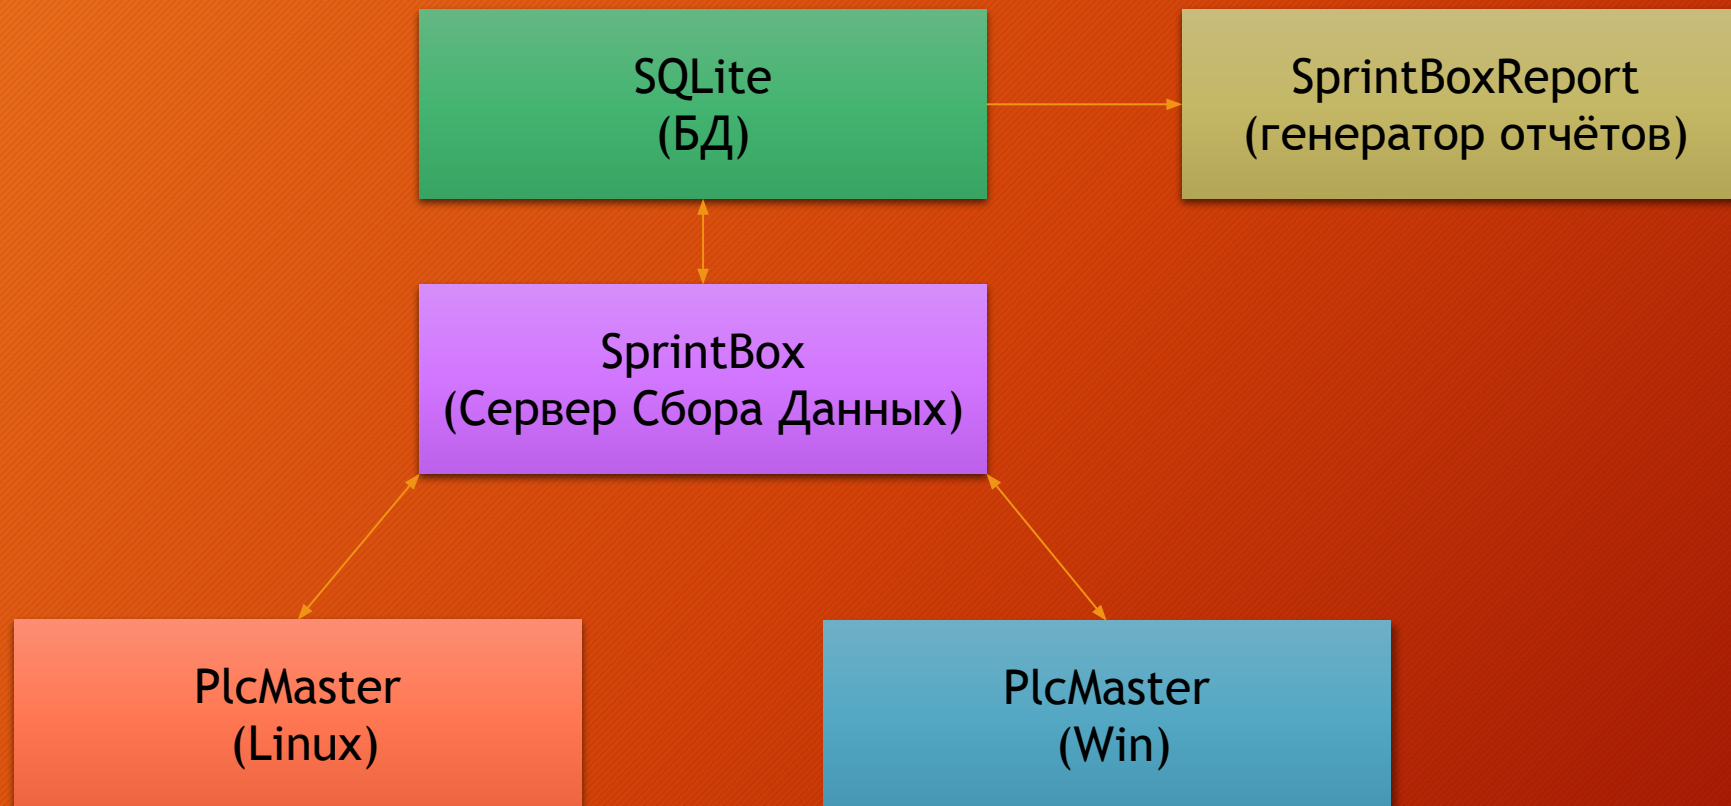 SQLite
(БД)
SprintBoxReport
(генератор отчётов)
SprintBox
(Сервер Сбора Данных)
PlcMaster
(Linux)
PlcMaster
(Win)